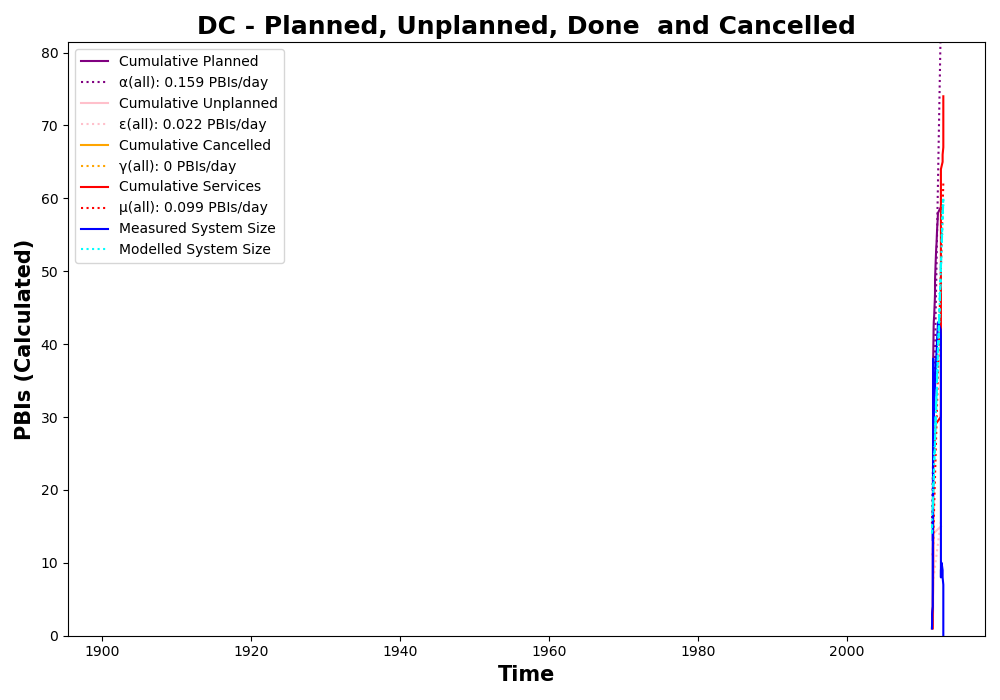 DC - Planned, Unplanned, Done  and Cancelled
PBIs (Calculated)
80
70
60
50
40
30
20
10
0
Cumulative Planned
α(all): 0.159 PBIs/day
Cumulative Unplanned
ε(all): 0.022 PBIs/day
Cumulative Cancelled
γ(all): 0 PBIs/day
Cumulative Services
μ(all): 0.099 PBIs/day
Measured System Size
Modelled System Size
1900 1920 1940 1960 1980 2000
Time